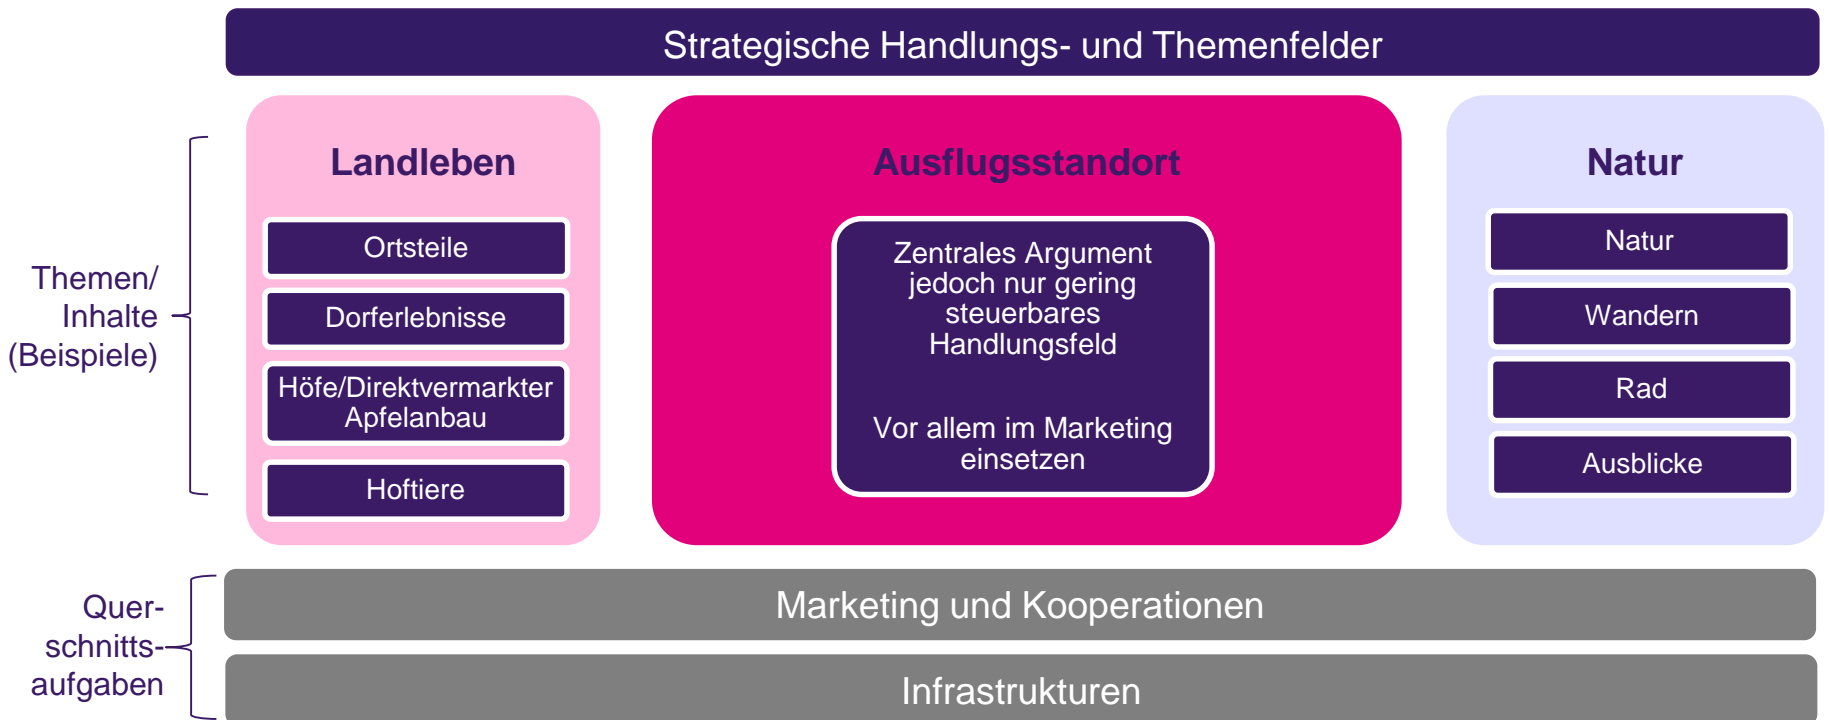 Strategische Handlungs- und Themenfelder
Themen/
Inhalte
(Beispiele)
Landleben
Ortsteile
Dorferlebnisse
Höfe/Direktvermarkter
Apfelanbau
Hoftiere
Ausflugsstandort
Zentrales Argument
jedoch nur gering
steuerbares
Handlungsfeld
Vor allem im Marketing
einsetzen
Natur
Natur
Wandern
Rad
Ausblicke
Quer-
schnitts-
aufgaben
Marketing und Kooperationen
Infrastrukturen